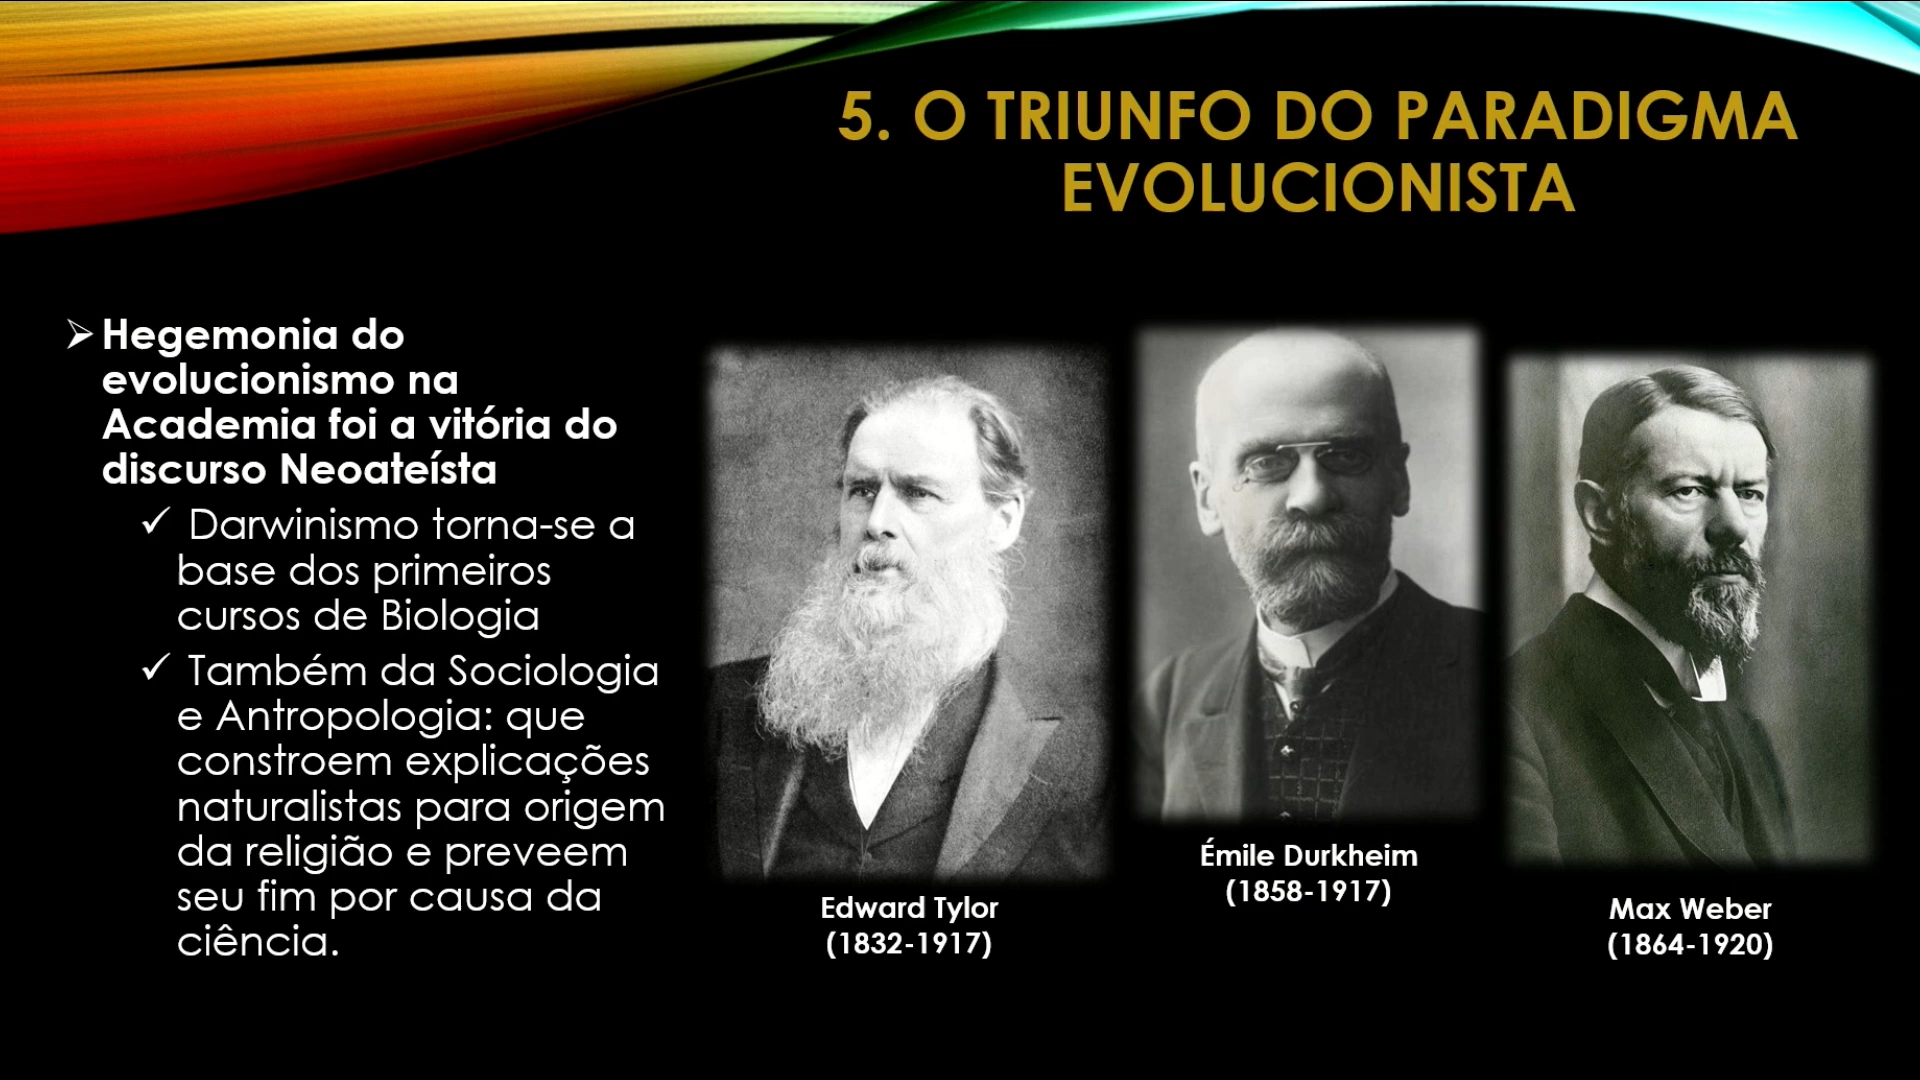 5. O TRIUNFO DO PARADIGMA
EVOLUCIONISTA
Hegemonia do
evolucionismo na
Academia foi a vitória do
discurso Neoateísta
Darwinismo torna-se a
base dos primeiros
cursos de Biologia
Também da Sociologia
e Antropologia: que
constroem explicações
naturalistas para origem
da religião e preveem
seu fim por causa da
ciência.
Edward Tylor
(1832-1917)
Émile Durkheim
(1858-1917)
Max Weber
(1864-1920)